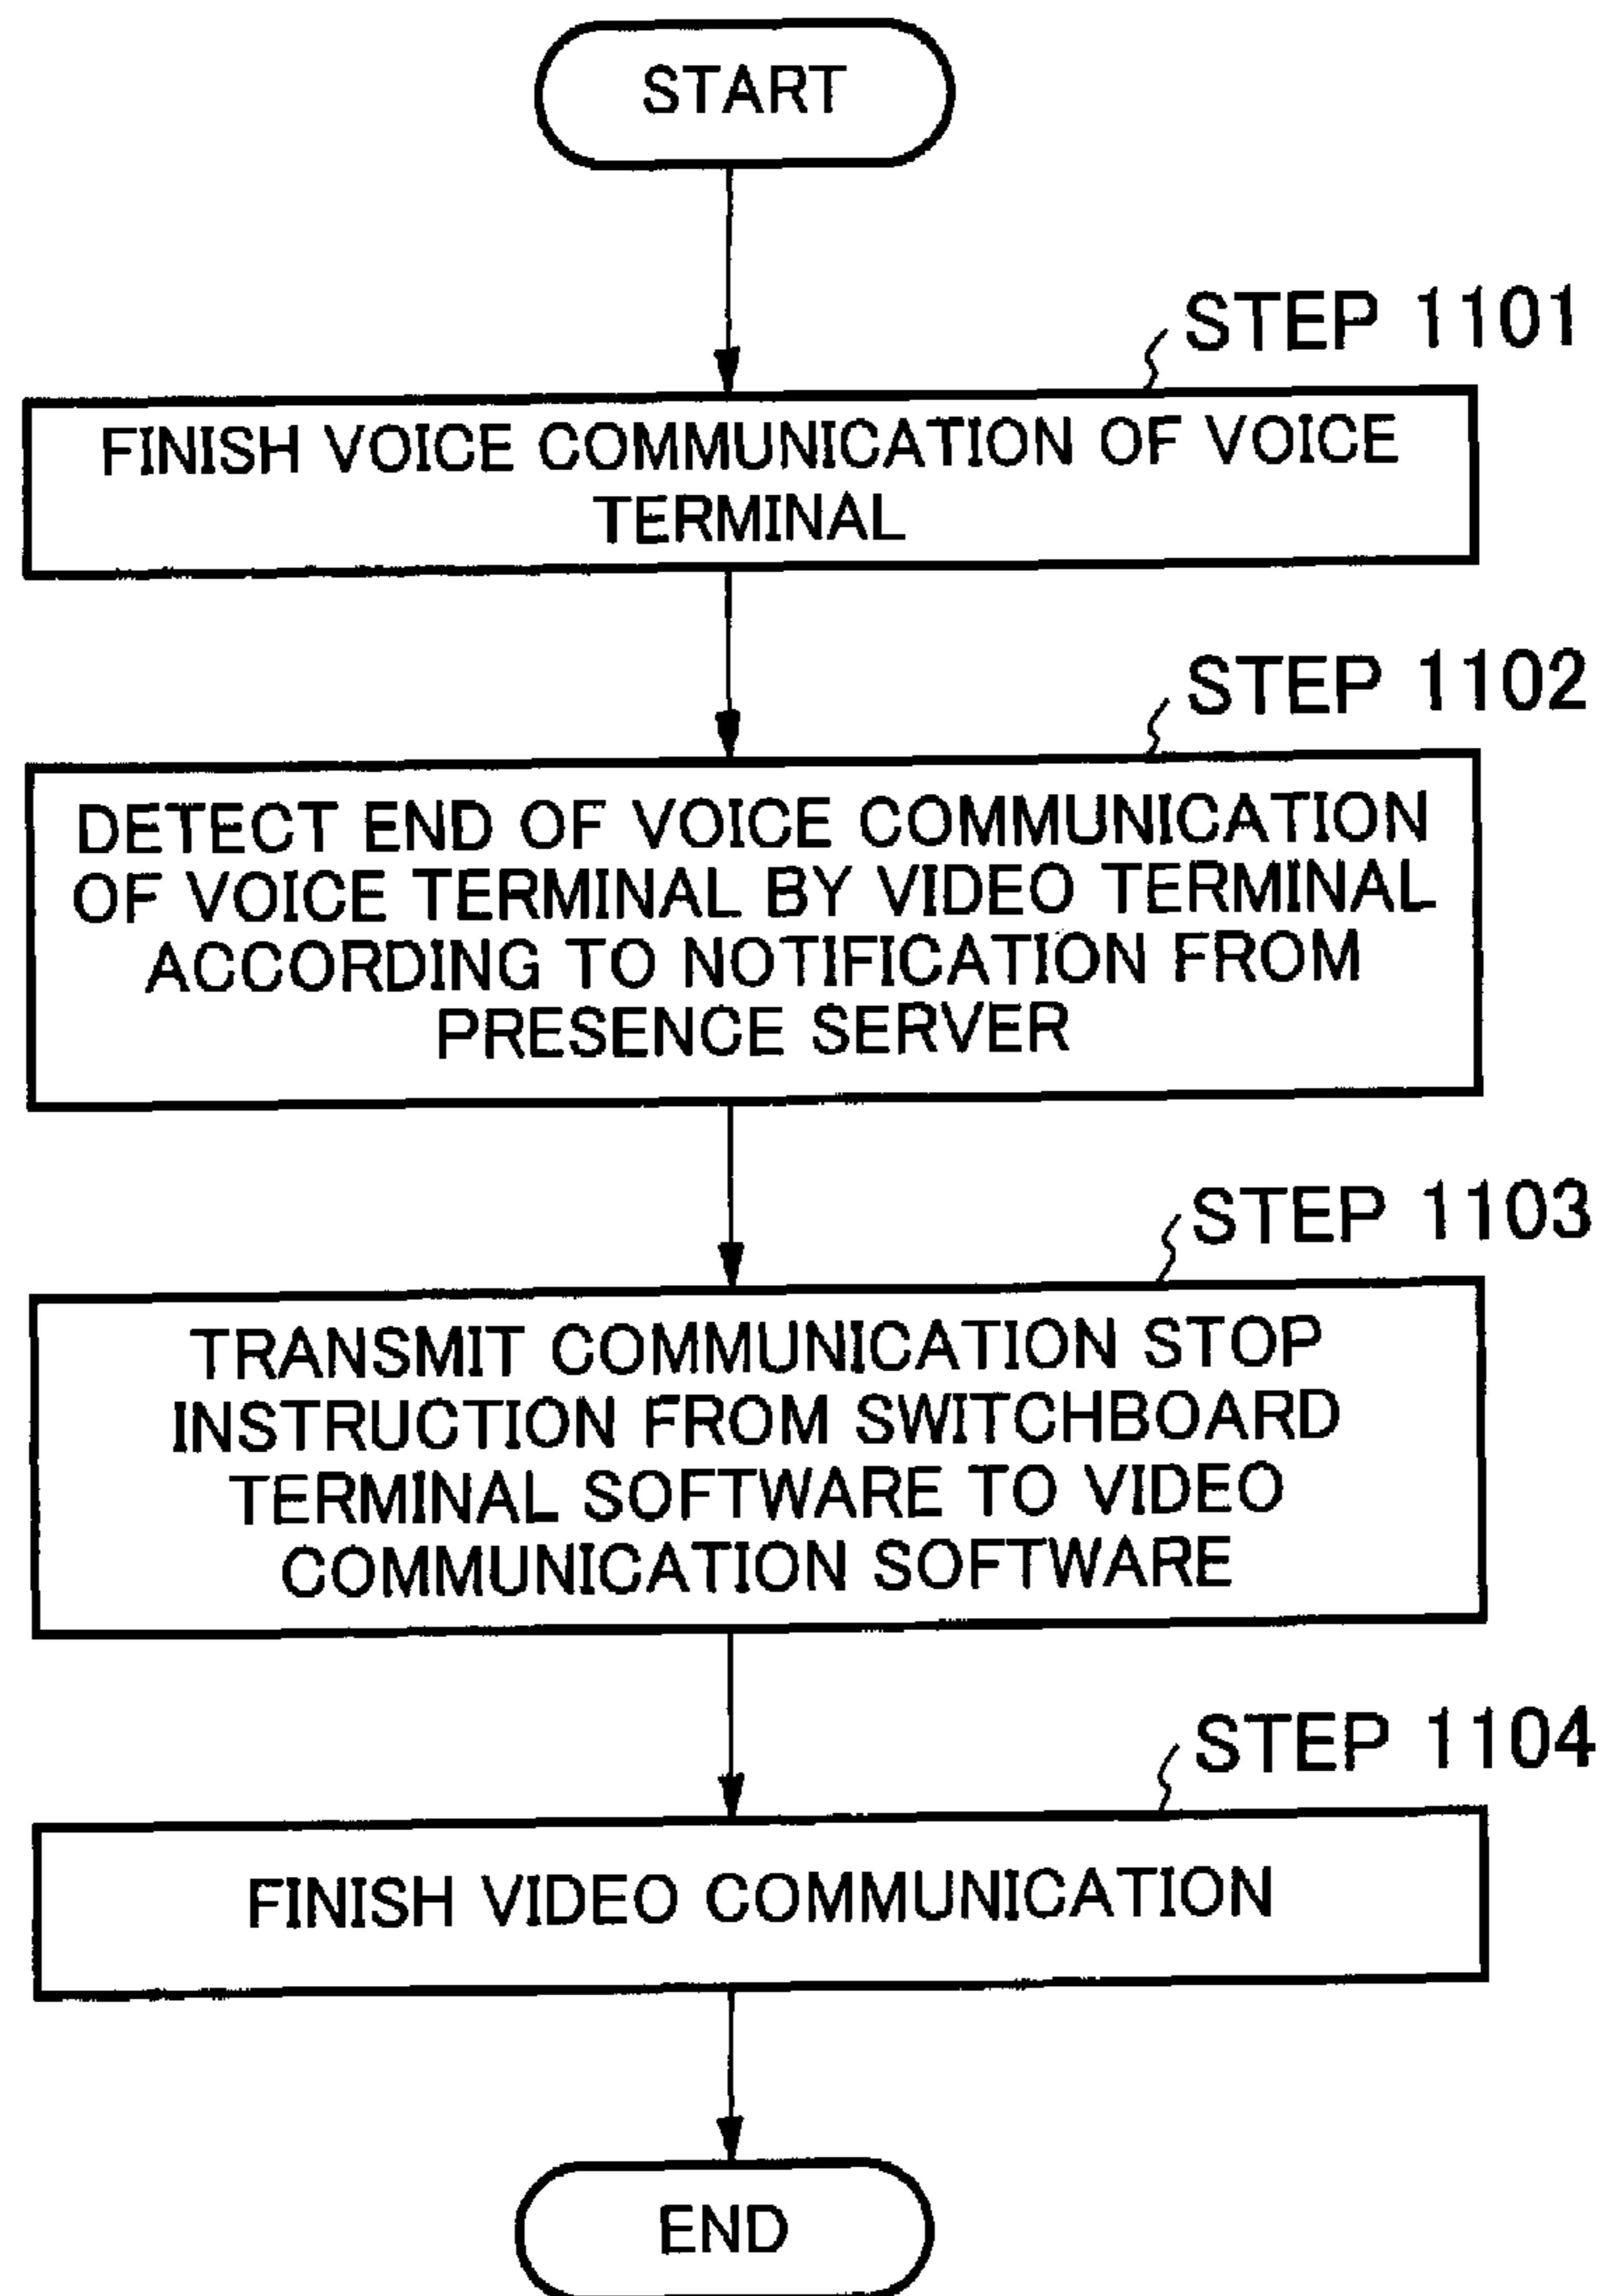 START
STEP 1101
FINISH VOICE COMMUNICATION OF VOICE
TERMINAL
STEP 1102
DETECT END OF VOICE COMMUNICATION
OF VOICE TERMINAL BY VIDEO TERMINAL
ACCORDING TO NOTIFICATION FROM
PRESENCE SERVER
STEP 1103
TRANSMIT COMMUNICATION STOP
INSTRUCTION FROM SWITCHBOARD
TERMINAL SOFTWARE TO VIDEO
COMMUNICATION SOFTWARE
STEP 1104
FINISH VIDEO COMMUNICATION
END